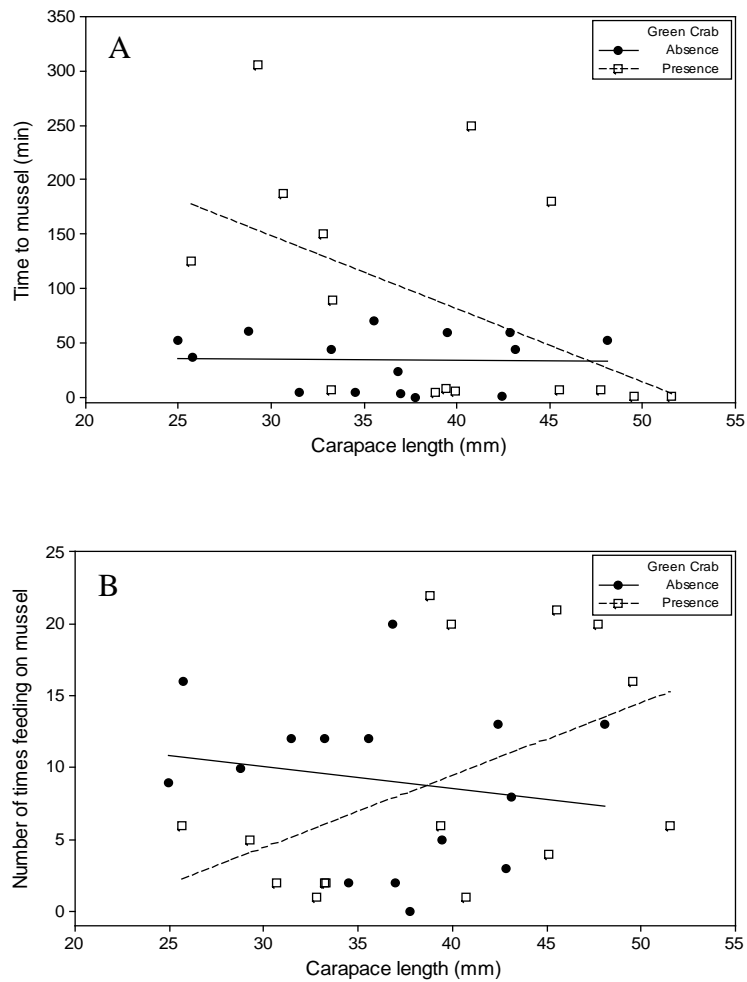 A
Time to mussel (min)
350
300
250
200
150
100
50
0
20 25 30 35 40 45 50 55
Carapace length (mm)
Green Crab
Absence
Presence
B
Number of times feeding on mussel
25
20
15
10
5
0
20 25 30 35 40 45 50 55
Carapace length (mm)
Green Crab
Absence
Presence